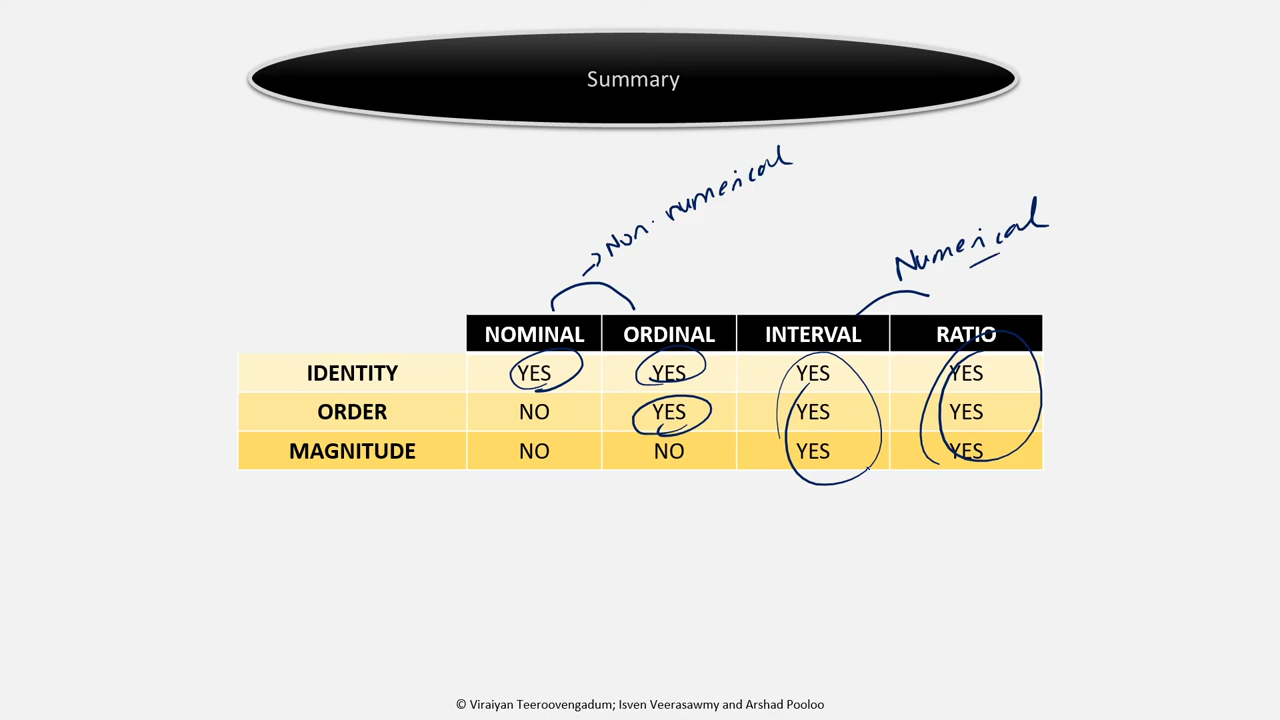 Summary
Non-numerical
Numerical
NOMINAL ORDINAL INTERVAL RATIO
IDENTITY YES YES YES YES
ORDER NO YES YES YES
MAGNITUDE NO NO YES YES
© Viraiyan Teeroovengadum; Isven Veerasawmy and Arshad Pooloo